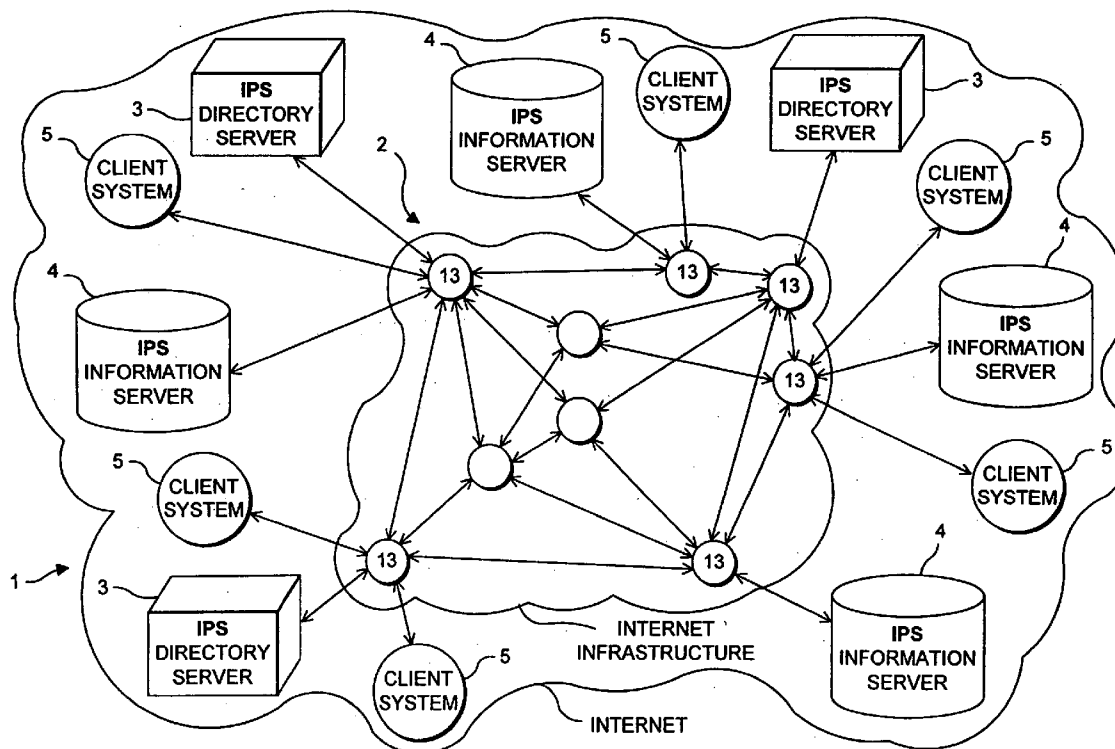 5
4
CLIENT
SYSTEM
3
IPS
DIRECTORY
SERVER
IPS
INFORMATION
SERVER
IPS
DIRECTORY
SERVER
3
5
CLIENT
SYSTEM
2
5
CLIENT
SYSTEM
4
IPS
INFORMATION
SERVER
13
13
13
4
IPS
INFORMATION
SERVER
13
5
CLIENT
SYSTEM
5
CLIENT
SYSTEM
1
3
IPS
DIRECTORY
SERVER
13
13
4
IPS
INFORMATION
SERVER
INTERNET
INFRASTRUCTURE
5
CLIENT
SYSTEM
INTERNET